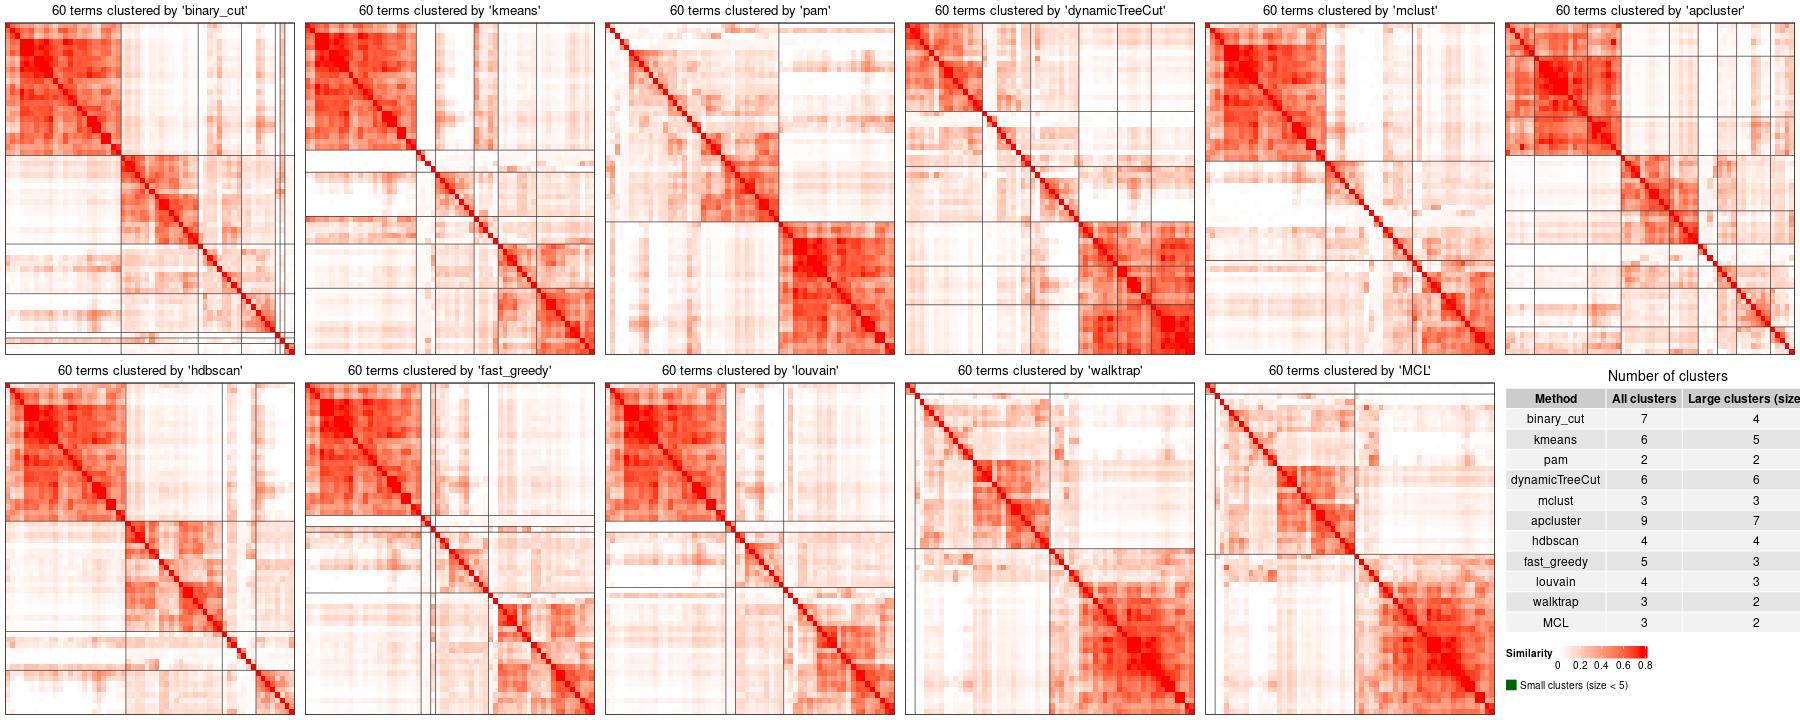 60 terms clustered by 'binary_cut'
60 terms clustered by 'kmeans'
60 terms clustered by 'pam'
60 terms clustered by 'dynamicTreeCut'
60 terms clustered by 'mclust'
60 terms clustered by 'apcluster'
60 terms clustered by 'hdbscan'
60 terms clustered by 'fast_greedy'
60 terms clustered by 'louvain'
60 terms clustered by 'walktrap'
60 terms clustered by 'MCL'
Number of clusters
Method All clusters Large clusters (size
binary_cut 7 4
kmeans 6 5
pam 2 2
dynamicTreeCut 6 6
mclust 3 3
apcluster 9 7
hdbscan 4 4
fast_greedy 5 3
louvain 4 3
walktrap 3 2
MCL 3 2
Similarity
0 0.2 0.4 0.6 0.8
Small clusters (size < 5)